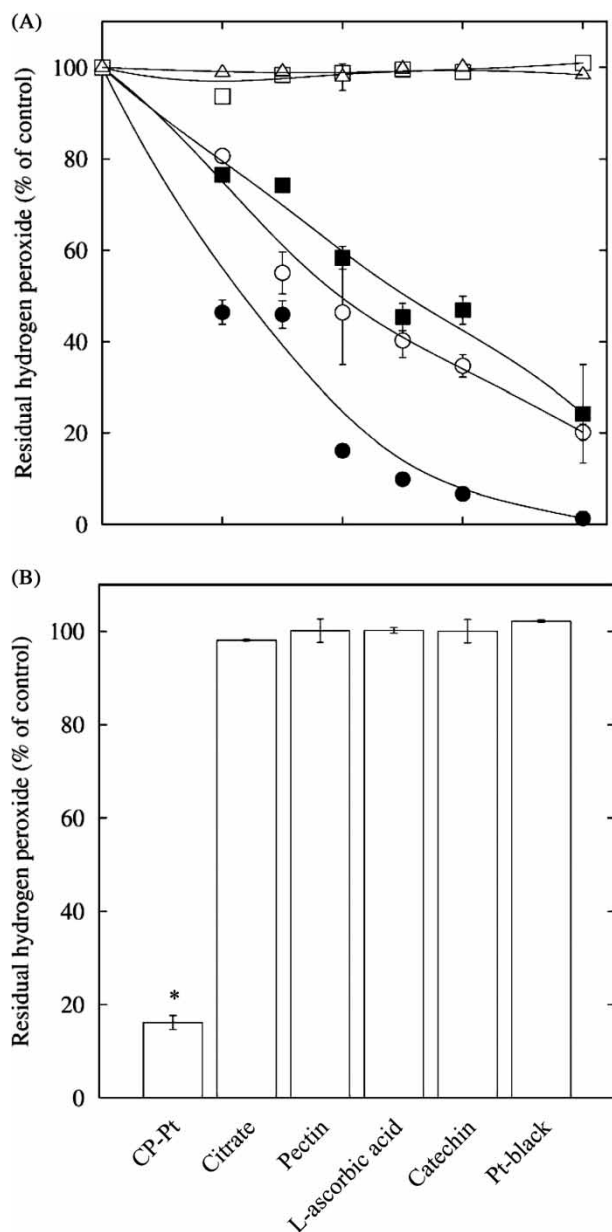 (A)
Residual hydrogen peroxide (% of control)
100
80
60
40
20
0
(B)
Residual hydrogen peroxide (% of control)
100
80
60
40
20
0
*
CP-Pt
Citrate
Pectin
L-ascorbic acid
Catechin
Pt-black